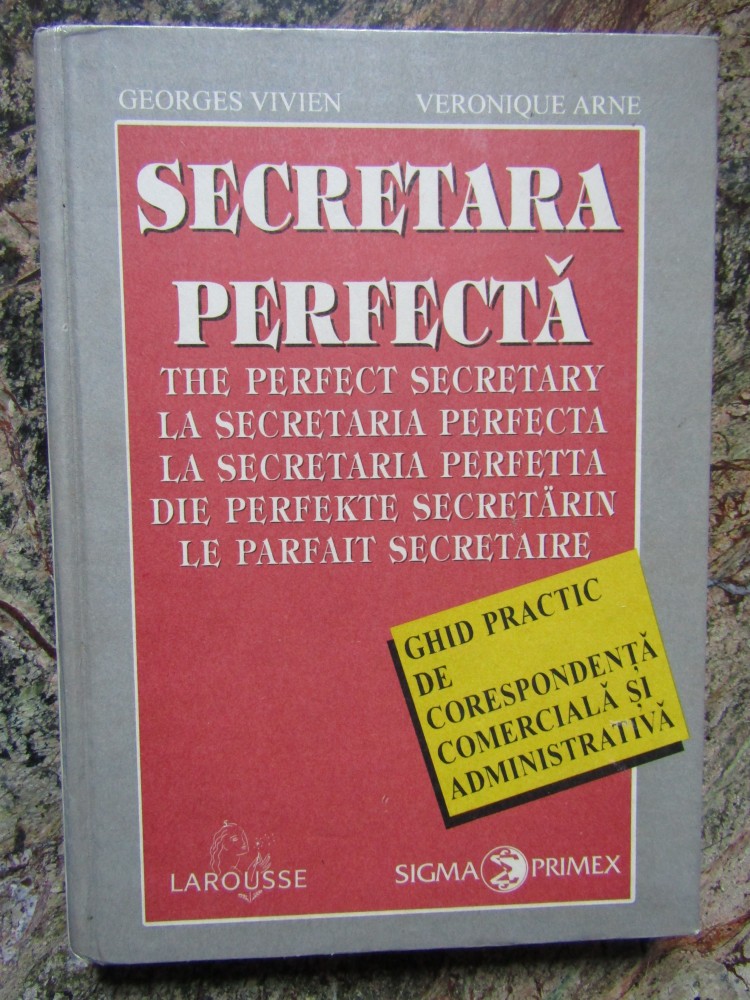 GEORGES VIVIEN VERONIQUE ARNE
SECRETARA
PERFECTĂ
THE PERFECT SECRETARY
LA SECRETARIA PERFECTA
LA SECRETARIA PERFETTA
DIE PERFEKTE SECRETÄRIN
LE PARFAIT SECRETAIRE
GHID PRACTIC
DE
CORESPONDENȚĂ
COMERCIALĂ ȘI
ADMINISTRATIVĂ
LAROUSSE
SIGMA PRIMEX